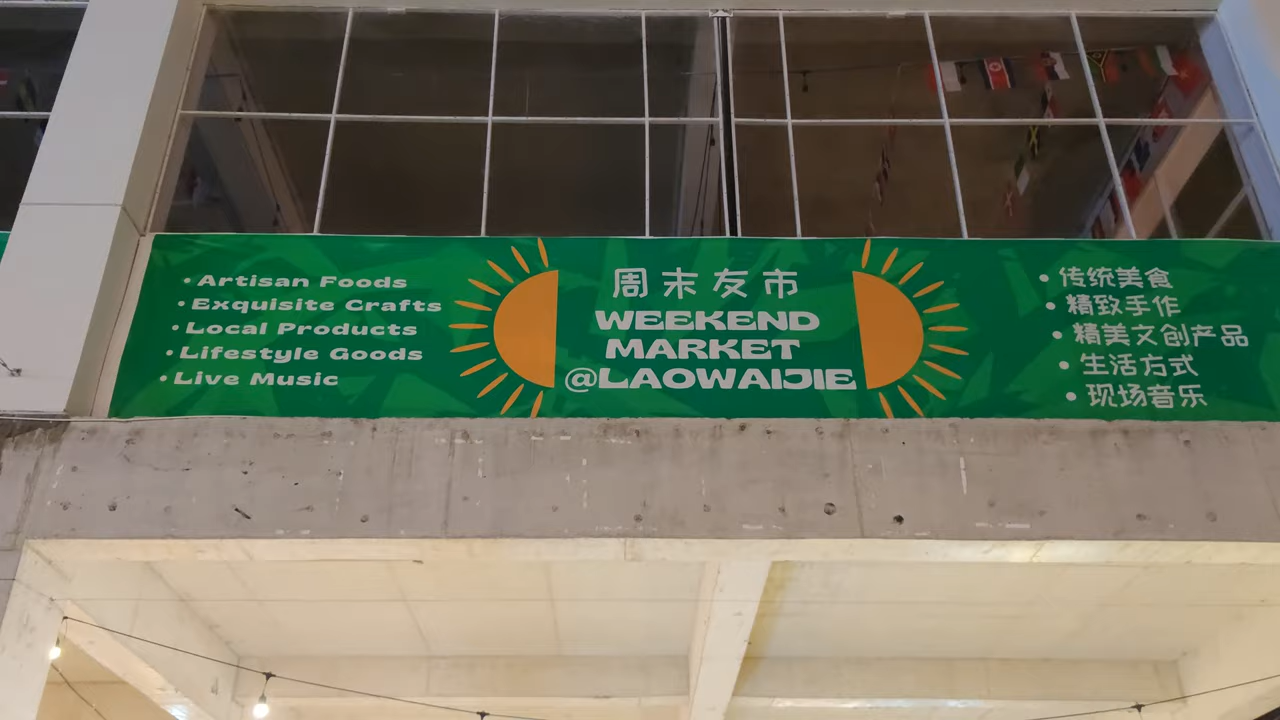 • Artisan Foods
• Exquisite Crafts
• Local Products
• Lifestyle Goods
• Live Music
周末友市
WEEKEND
MARKET
@LAOWAIJIE
• 传统美食
• 精致手作
• 精美文创产品
• 生活方式
• 现场音乐